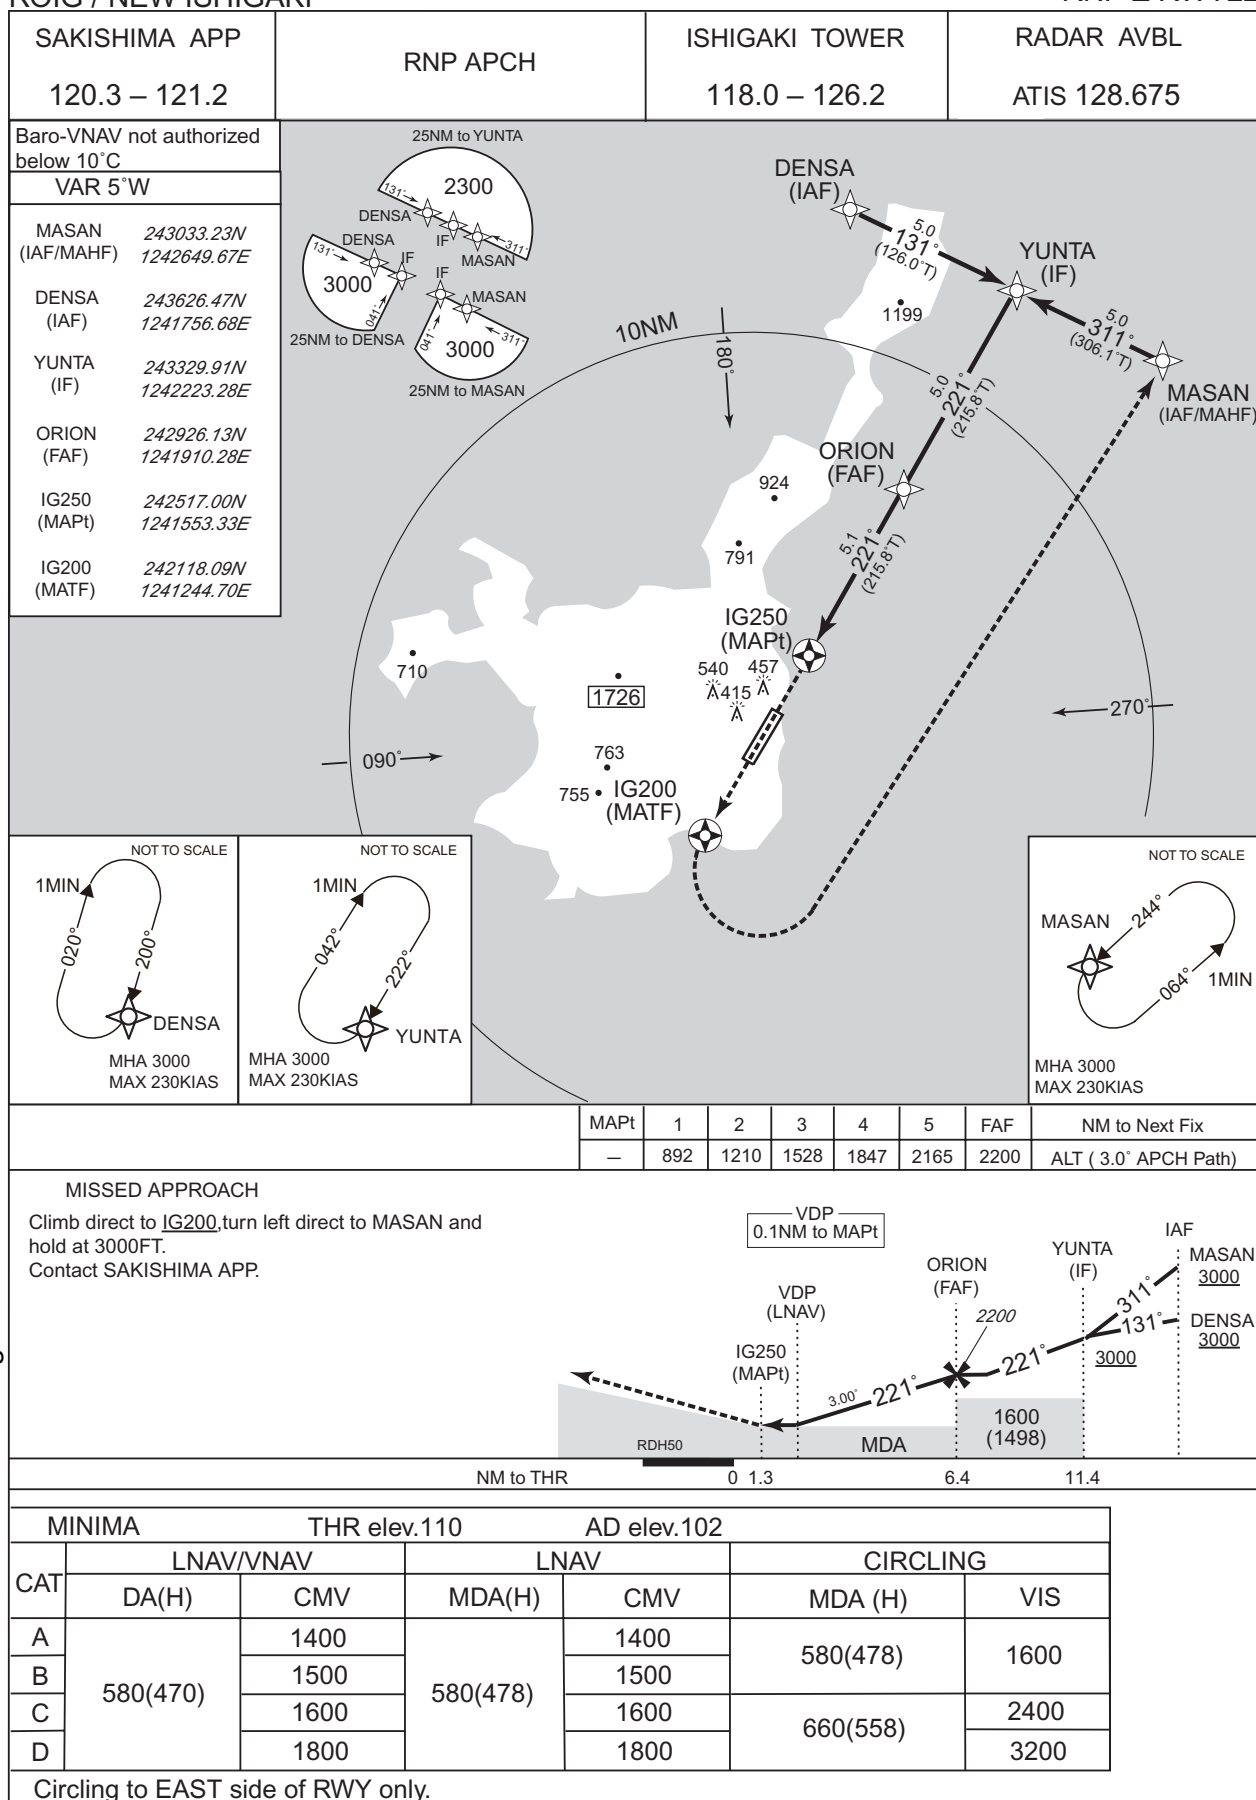 SAKISHIMA APP
120.3 – 121.2
RNP APCH
ISHIGAKI TOWER
118.0 – 126.2
RADAR AVBL
ATIS 128.675
Baro-VNAV not authorized
below 10˚C
VAR 5˚W
MASAN
(IAF/MAHF)
243033.23N
1242649.67E
DENSA
(IAF)
243626.47N
1241756.68E
YUNTA
(IF)
243329.91N
1242223.28E
ORION
(FAF)
242926.13N
1241910.28E
IG250
(MAPt)
242517.00N
1241553.33E
IG200
(MATF)
242118.09N
1241244.70E
25NM to YUNTA
2300
131˚
DENSA
IF
MASAN
311˚
DENSA
131˚
IF
3000
041˚
25NM to DENSA
IF
MASAN
041˚
311˚
3000
25NM to MASAN
DENSA
(IAF)
5.0
131˚
(126.0˚T)
YUNTA
(IF)
5.0
311˚
(306.1˚T)
MASAN
(IAF/MAHF)
1199
10NM
180˚
5.0
221˚
(215.8˚T)
ORION
(FAF)
924
791
5.1
221˚
(215.8˚T)
IG250
(MAPt)
710
540
457
415
1726
270˚
090˚
763
755
IG200
(MATF)
NOT TO SCALE
1MIN
020˚
200˚
DENSA
MHA 3000
MAX 230KIAS
NOT TO SCALE
1MIN
042˚
222˚
YUNTA
MHA 3000
MAX 230KIAS
NOT TO SCALE
MASAN
244°
064°
1MIN
MHA 3000
MAX 230KIAS
MAPt 1 2 3 4 5 FAF NM to Next Fix
– 892 1210 1528 1847 2165 2200 ALT ( 3.0˚ APCH Path)
MISSED APPROACH
Climb direct to IG200,turn left direct to MASAN and
hold at 3000FT.
Contact SAKISHIMA APP.
VDP
0.1NM to MAPt
IAF
MASAN
3000
DENSA
3000
YUNTA
(IF)
3000
311˚
131˚
ORION
(FAF)
2200
221˚
VDP
(LNAV)
IG250
(MAPt)
3.00˚
221˚
1600
(1498)
MDA
RDH50
NM to THR 0 1.3 6.4 11.4
MINIMA THR elev.110 AD elev.102
CAT LNAV/VNAV LNAV CIRCLING
DA(H) CMV MDA(H) CMV MDA (H) VIS
A 580(470) 1400 580(478) 1400 580(478) 1600
B 1500 1500
C 1600 1600 660(558) 2400
D 1800 1800 3200
Circling to EAST side of RWY only.